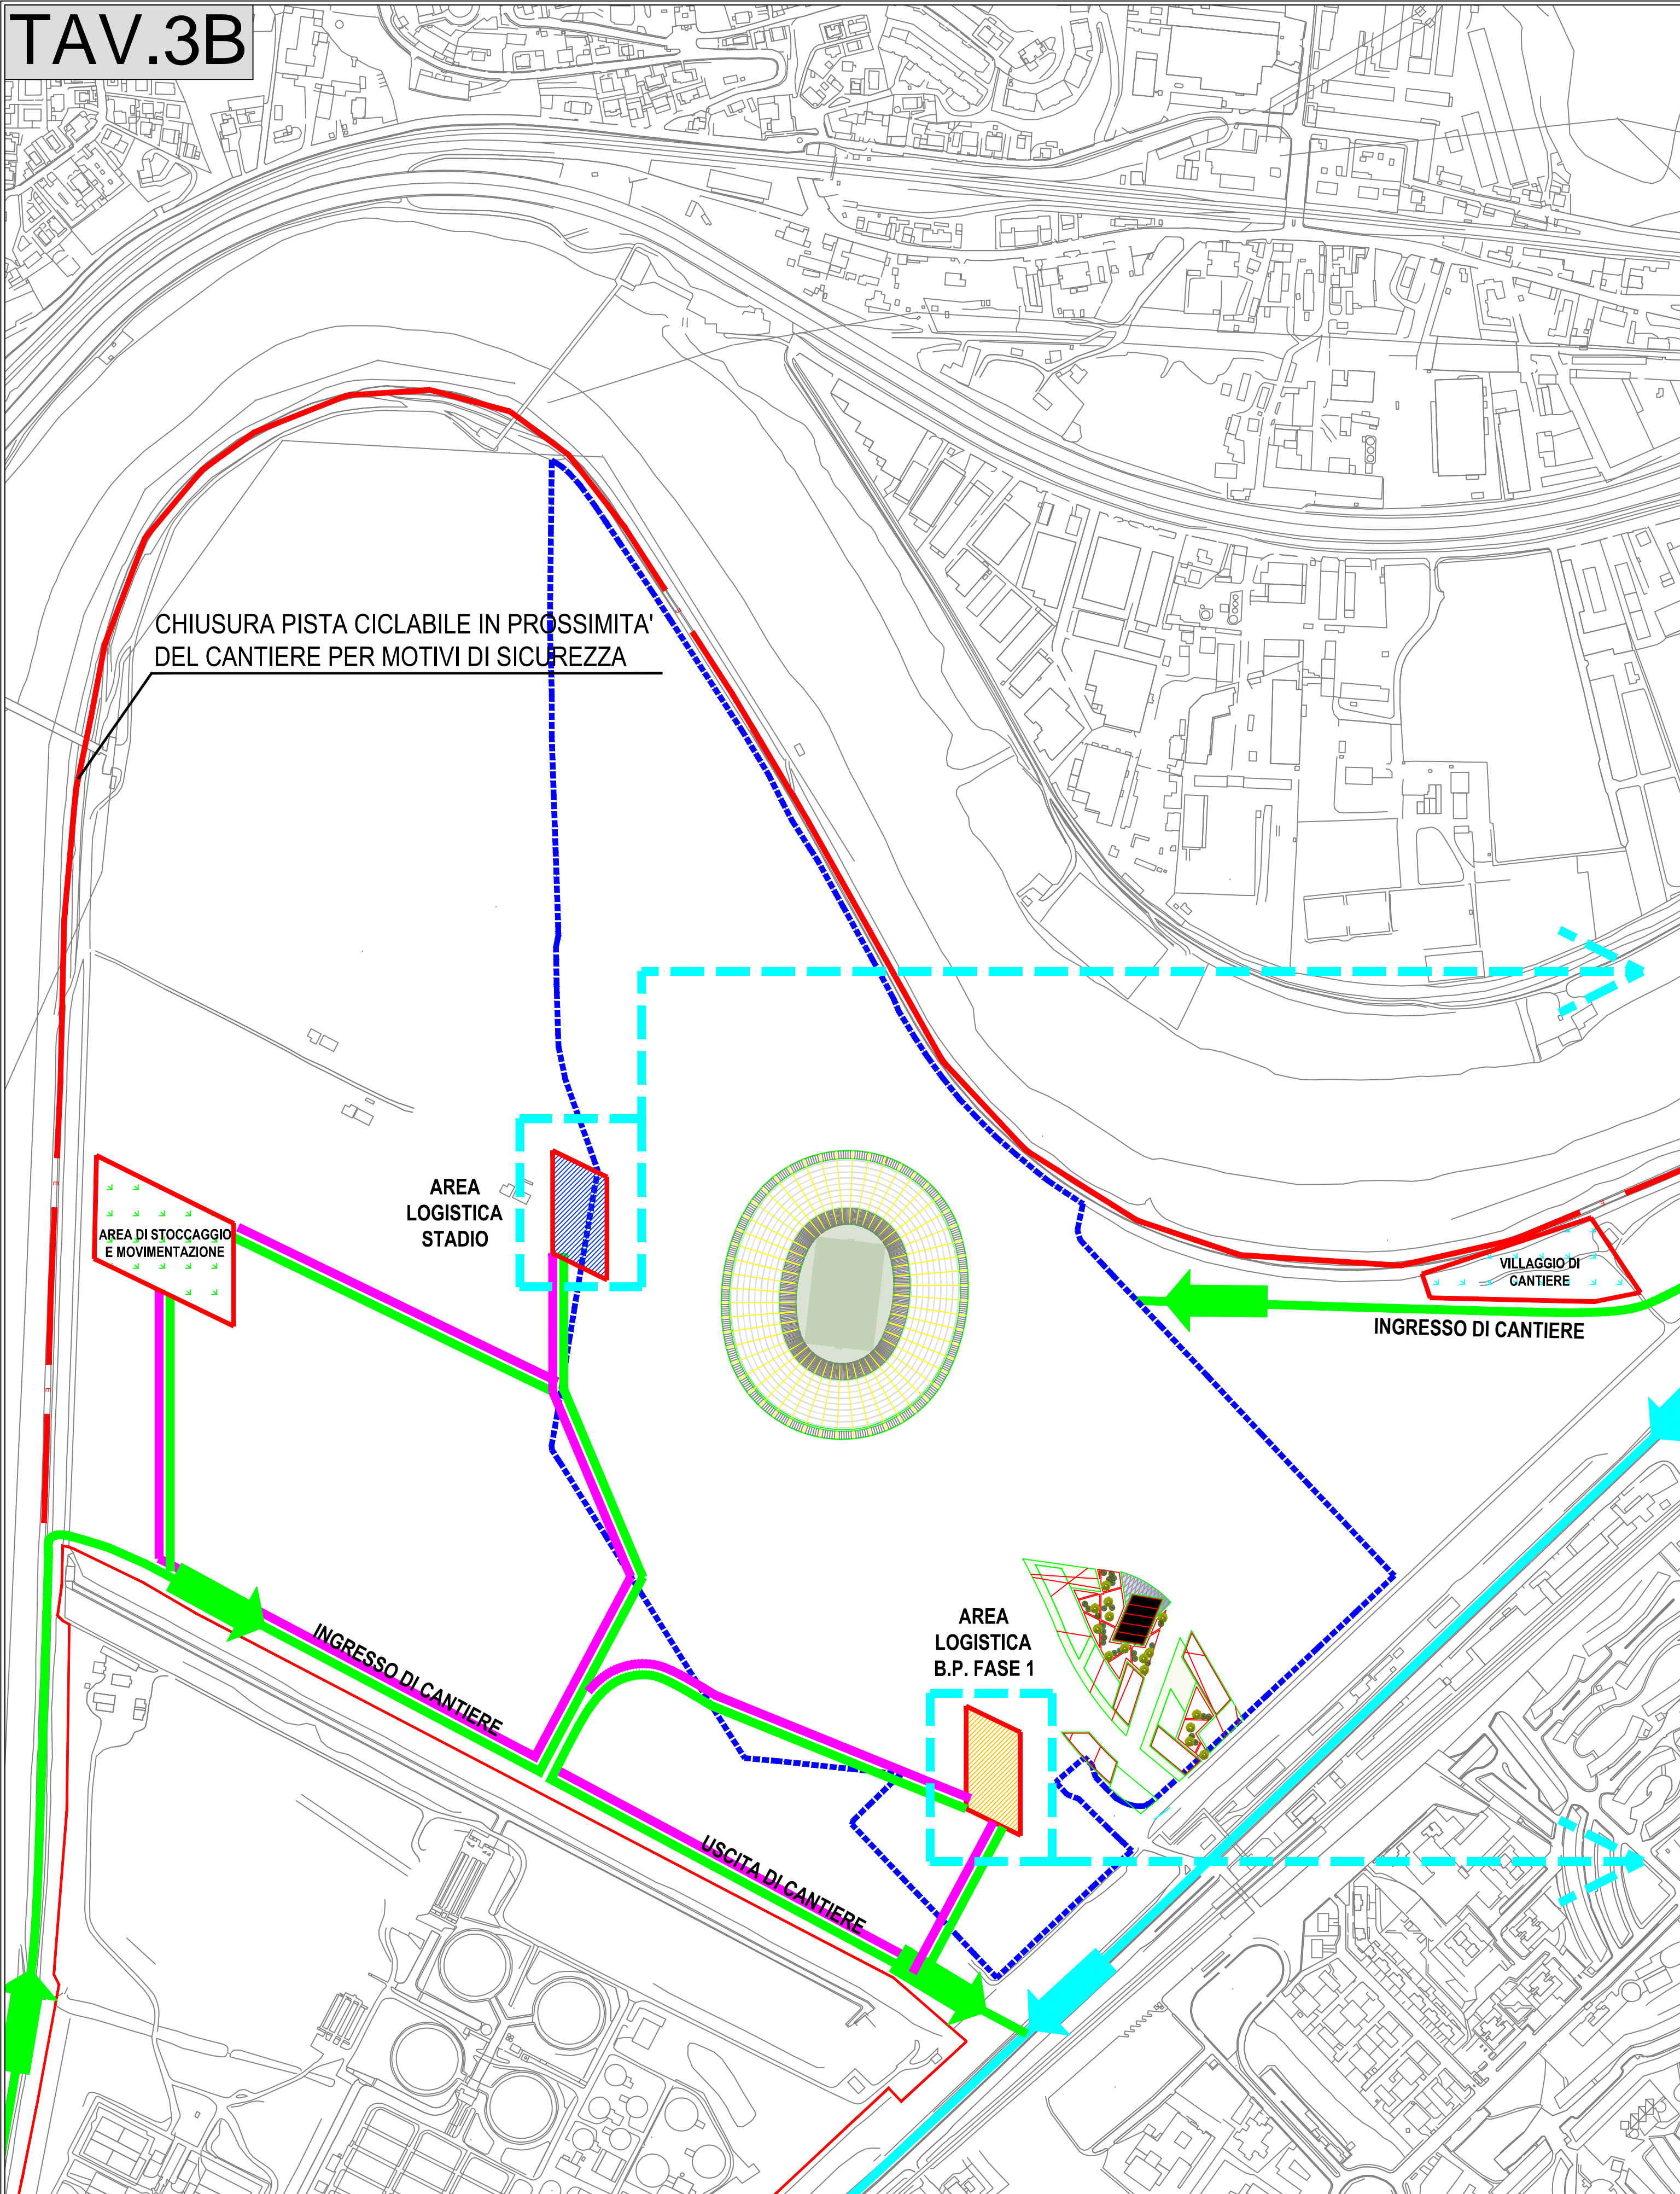 TAV.3B
CHIUSURA PISTA CICLABILE IN PROSSIMITA'
DEL CANTIERE PER MOTIVI DI SICUREZZA
AREA
LOGISTICA
STADIO
AREA DI STOCCAGGIO
E MOVIMENTAZIONE
VILLAGGIO DI
CANTIERE
INGRESSO DI CANTIERE
INGRESSO DI CANTIERE
AREA
LOGISTICA
B.P. FASE 1
USCITA DI CANTIERE